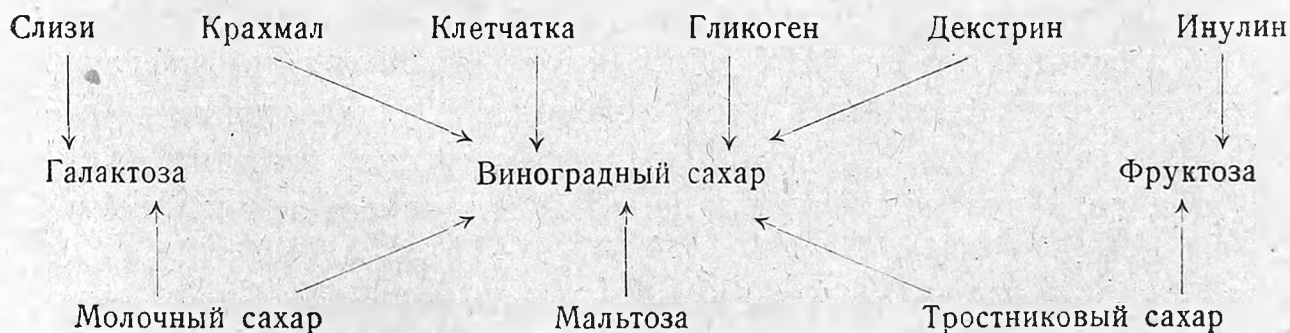 Слизи Крахмал Клетчатка Гликоген Декстрин Инулин
Галактоза Виноградный сахар Фруктоза
Молочный сахар Мальтоза Тростниковый сахар